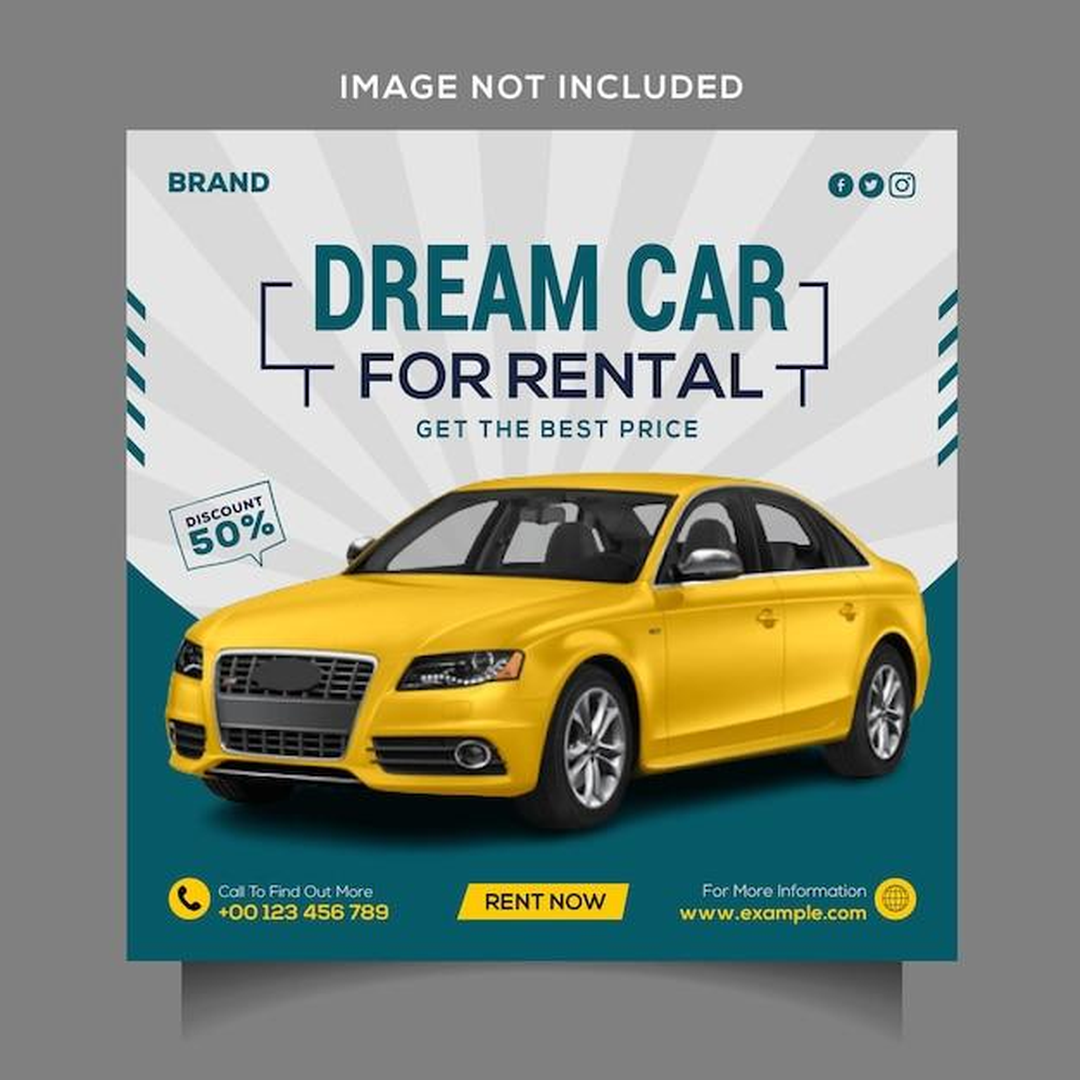 IMAGE NOT INCLUDED
BRAND
DREAM CAR
FOR RENTAL
GET THE BEST PRICE
DISCOUNT
50%
Call To Find Out More
+00 123 456 789
RENT NOW
For More Information
www.example.com